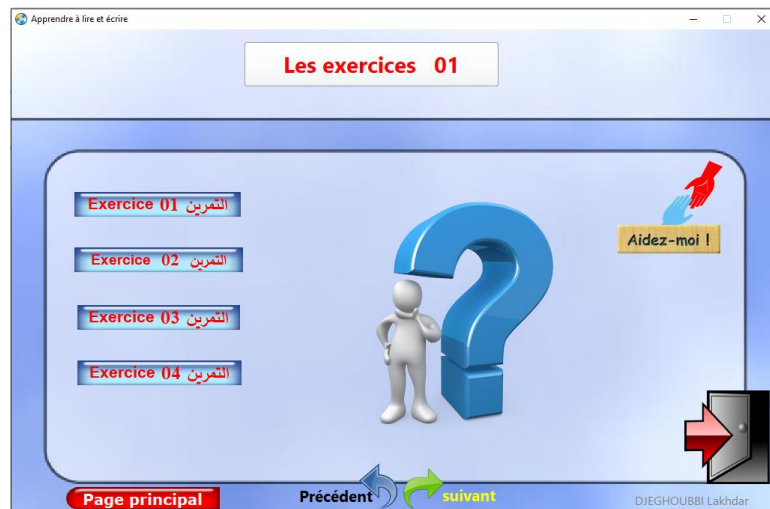 Apprendre à lire et écrire
Les exercices 01
Exercice 01 التمرين
Aidez-moi !
Exercice 02 التمرين
Exercice 03 التمرين
Exercice 04 التمرين
Page principal
Précédent
suivant
DJEGHOUBBI Lakhdar